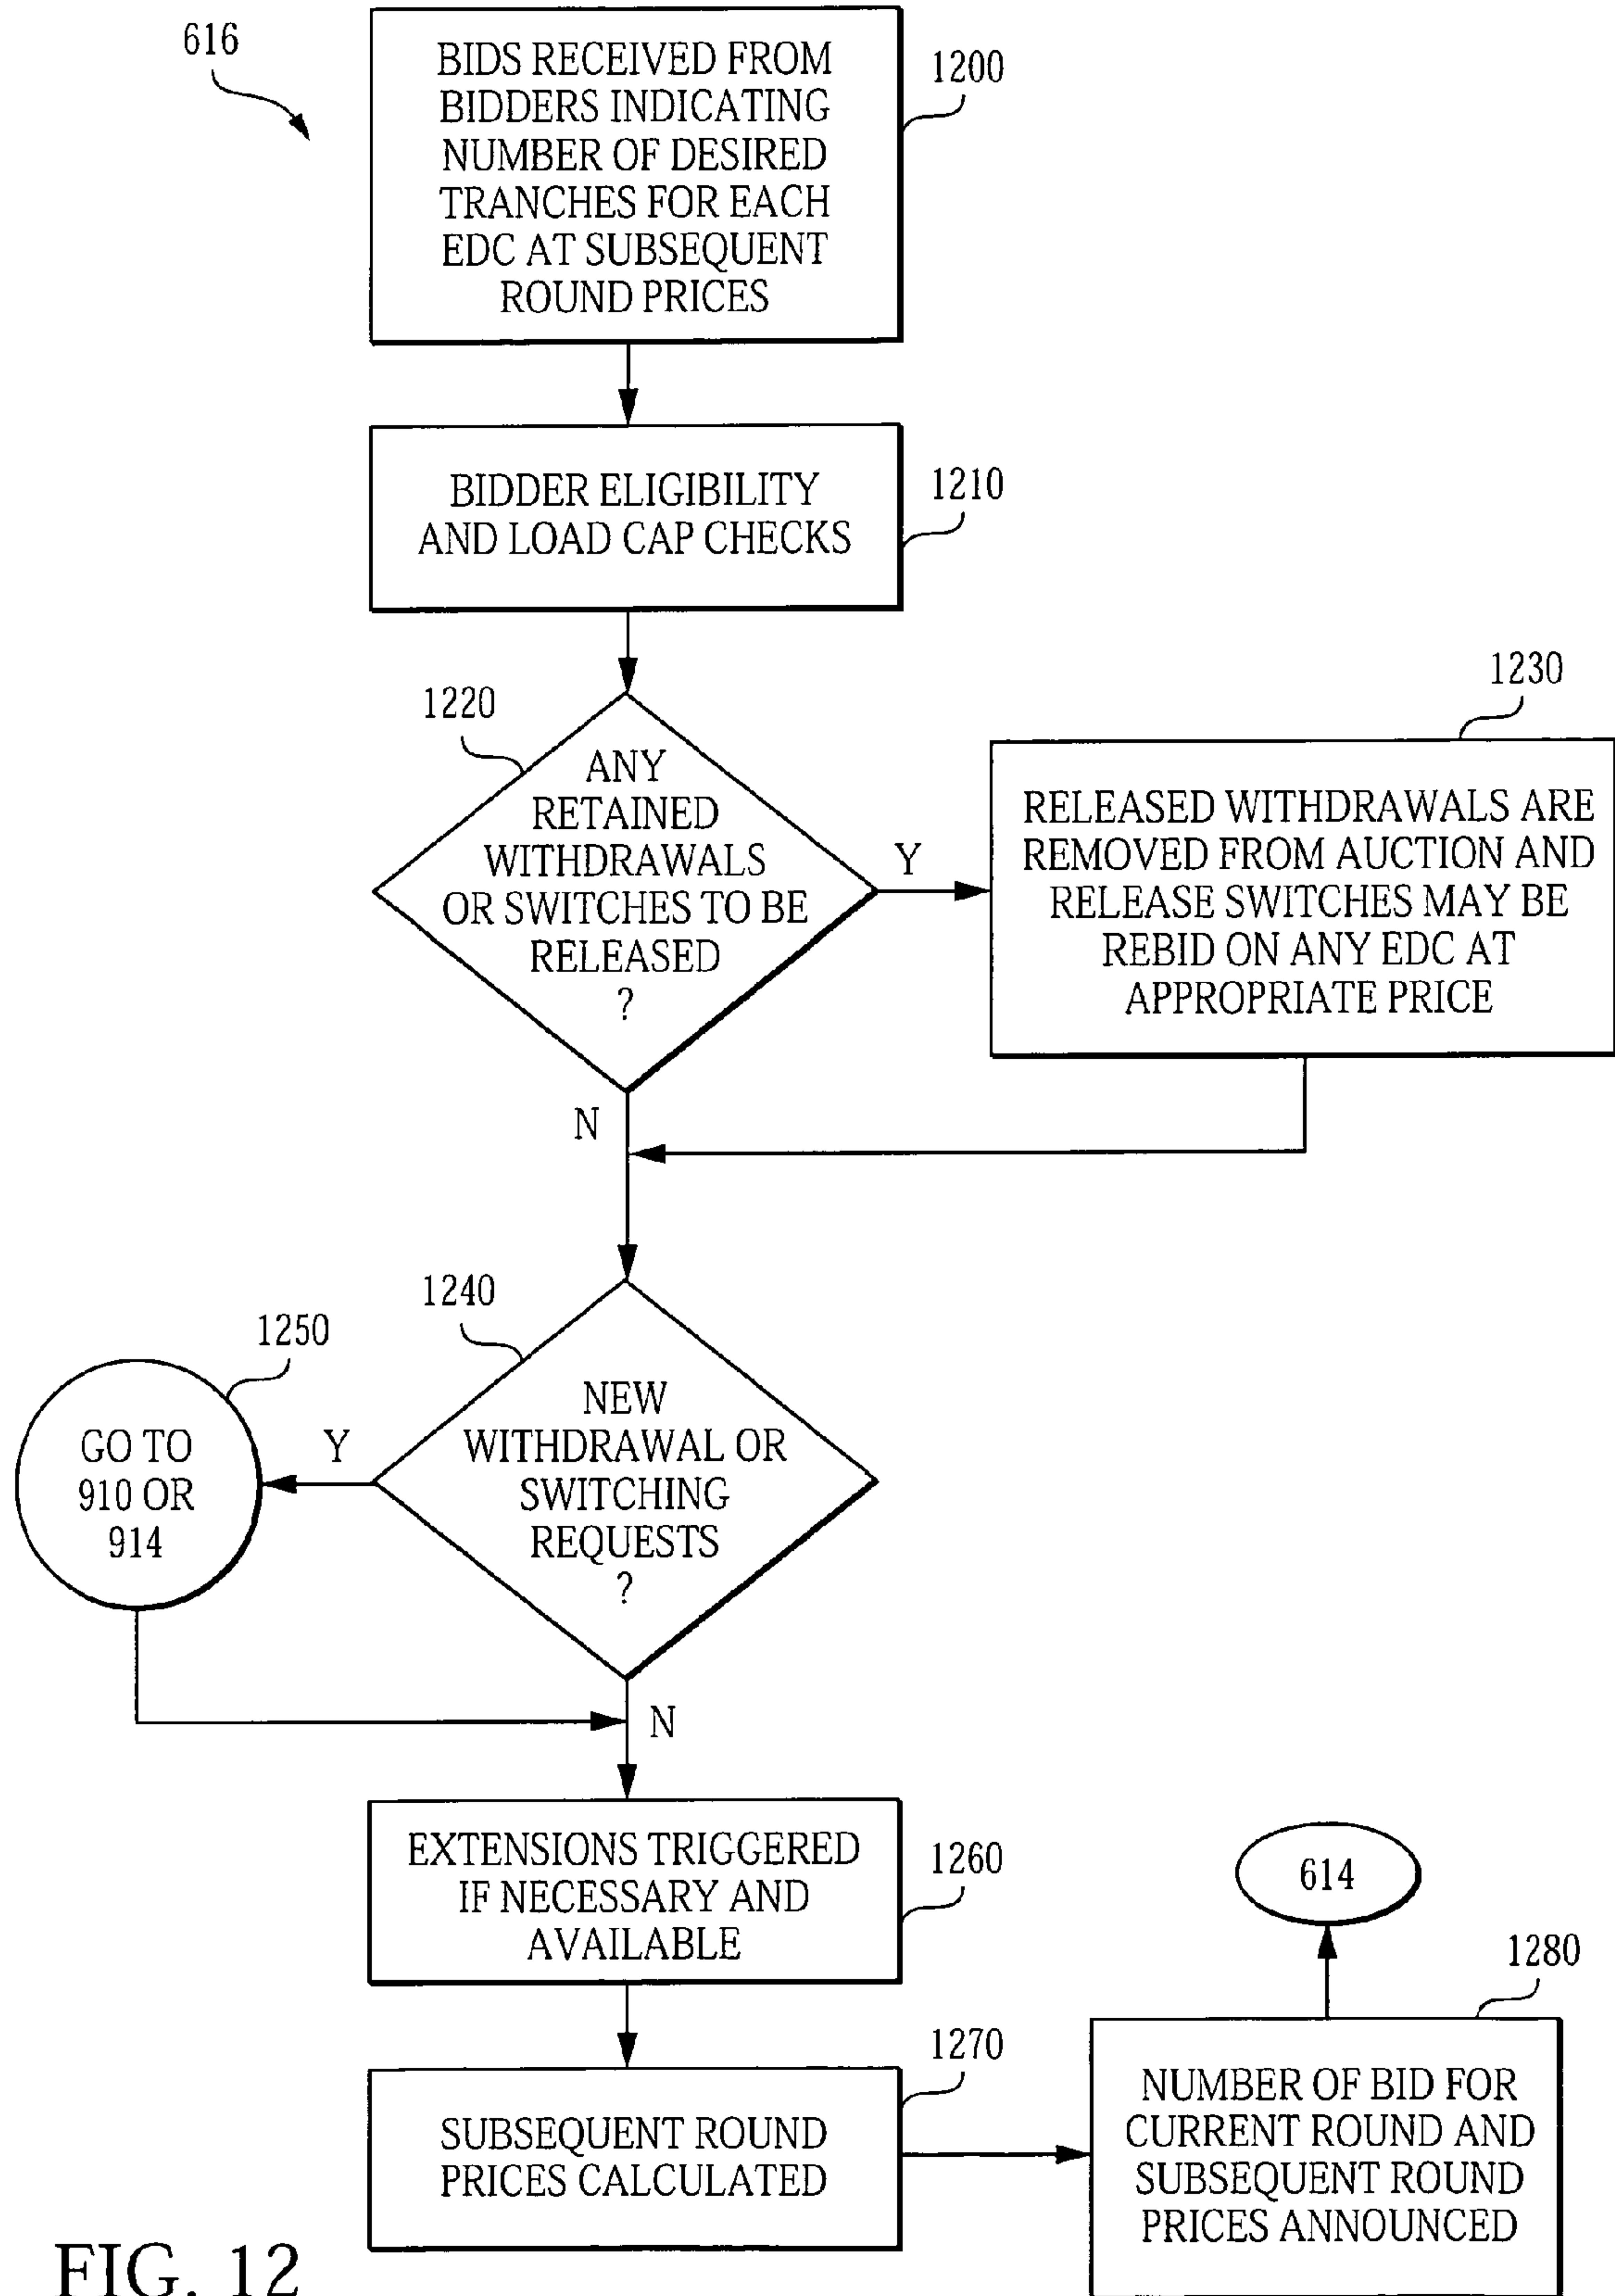 616
BIDS RECEIVED FROM
BIDDERS INDICATING
NUMBER OF DESIRED
TRANCHES FOR EACH
EDC AT SUBSEQUENT
ROUND PRICES
1200
BIDDER ELIGIBILITY
AND LOAD CAP CHECKS
1210
1220
ANY
RETAINED
WITHDRAWALS
OR SWITCHES TO BE
RELEASED
?
Y
1230
RELEASED WITHDRAWALS ARE
REMOVED FROM AUCTION AND
RELEASE SWITCHES MAY BE
REBID ON ANY EDC AT
APPROPRIATE PRICE
N
1240
NEW
WITHDRAWAL OR
SWITCHING
REQUESTS
?
Y
1250
GO TO
910 OR
914
N
EXTENSIONS TRIGGERED
IF NECESSARY AND
AVAILABLE
1260
SUBSEQUENT ROUND
PRICES CALCULATED
1270
614
1280
NUMBER OF BID FOR
CURRENT ROUND AND
SUBSEQUENT ROUND
PRICES ANNOUNCED
FIG. 12